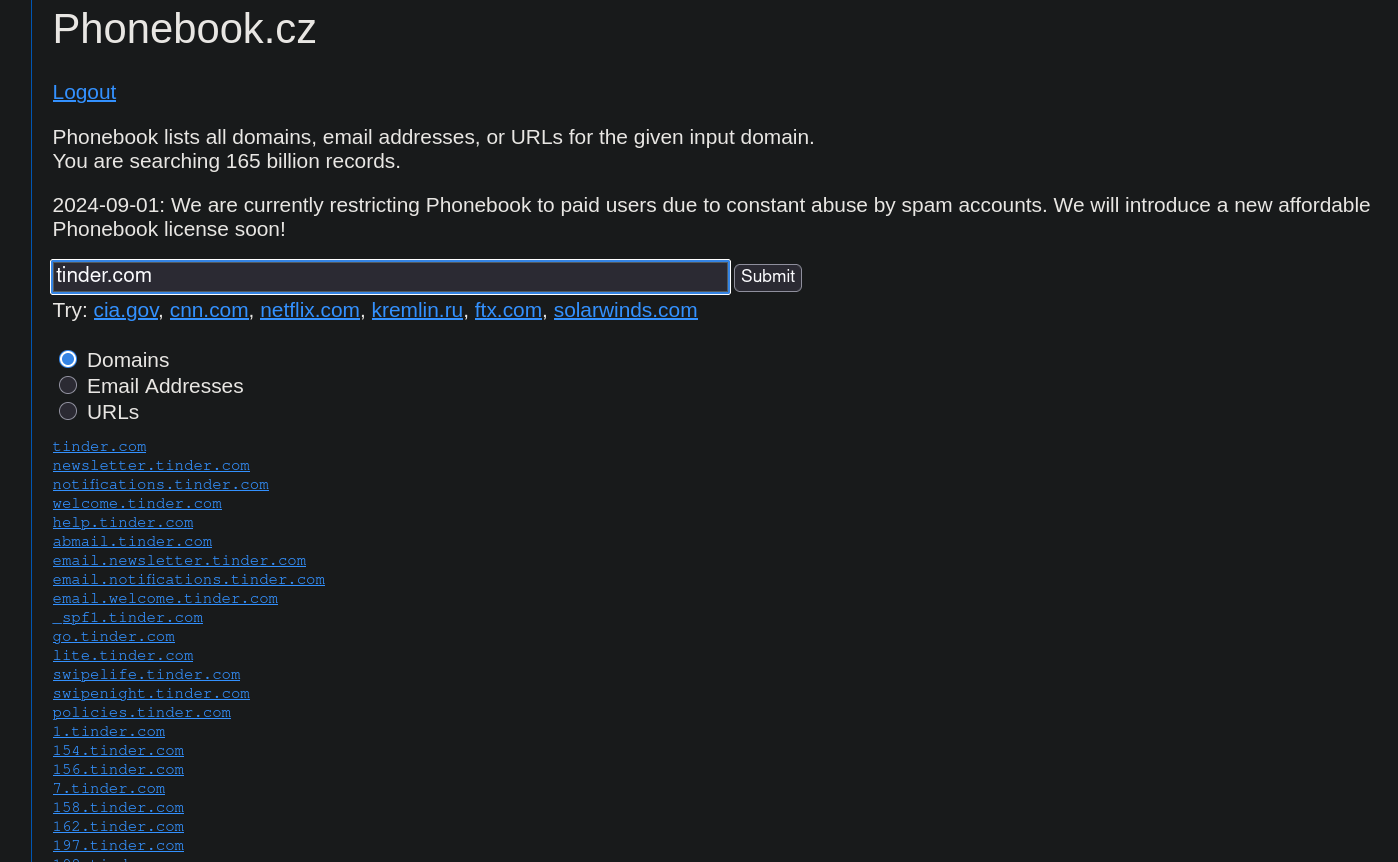 Phonebook.cz
Logout
Phonebook lists all domains, email addresses, or URLs for the given input domain.
You are searching 165 billion records.
2024-09-01: We are currently restricting Phonebook to paid users due to constant abuse by spam accounts. We will introduce a new affordable
Phonebook license soon!
tinder.com Submit
Try: cia.gov, cnn.com, netflix.com, kremlin.ru, ftx.com, solarwinds.com
Domains
Email Addresses
URLs
tinder.com
newsletter.tinder.com
notifications.tinder.com
welcome.tinder.com
help.tinder.com
abmail.tinder.com
email.newsletter.tinder.com
email.notifications.tinder.com
email.welcome.tinder.com
_spf1.tinder.com
go.tinder.com
lite.tinder.com
swipelife.tinder.com
swipenight.tinder.com
policies.tinder.com
1.tinder.com
154.tinder.com
156.tinder.com
7.tinder.com
158.tinder.com
162.tinder.com
197.tinder.com